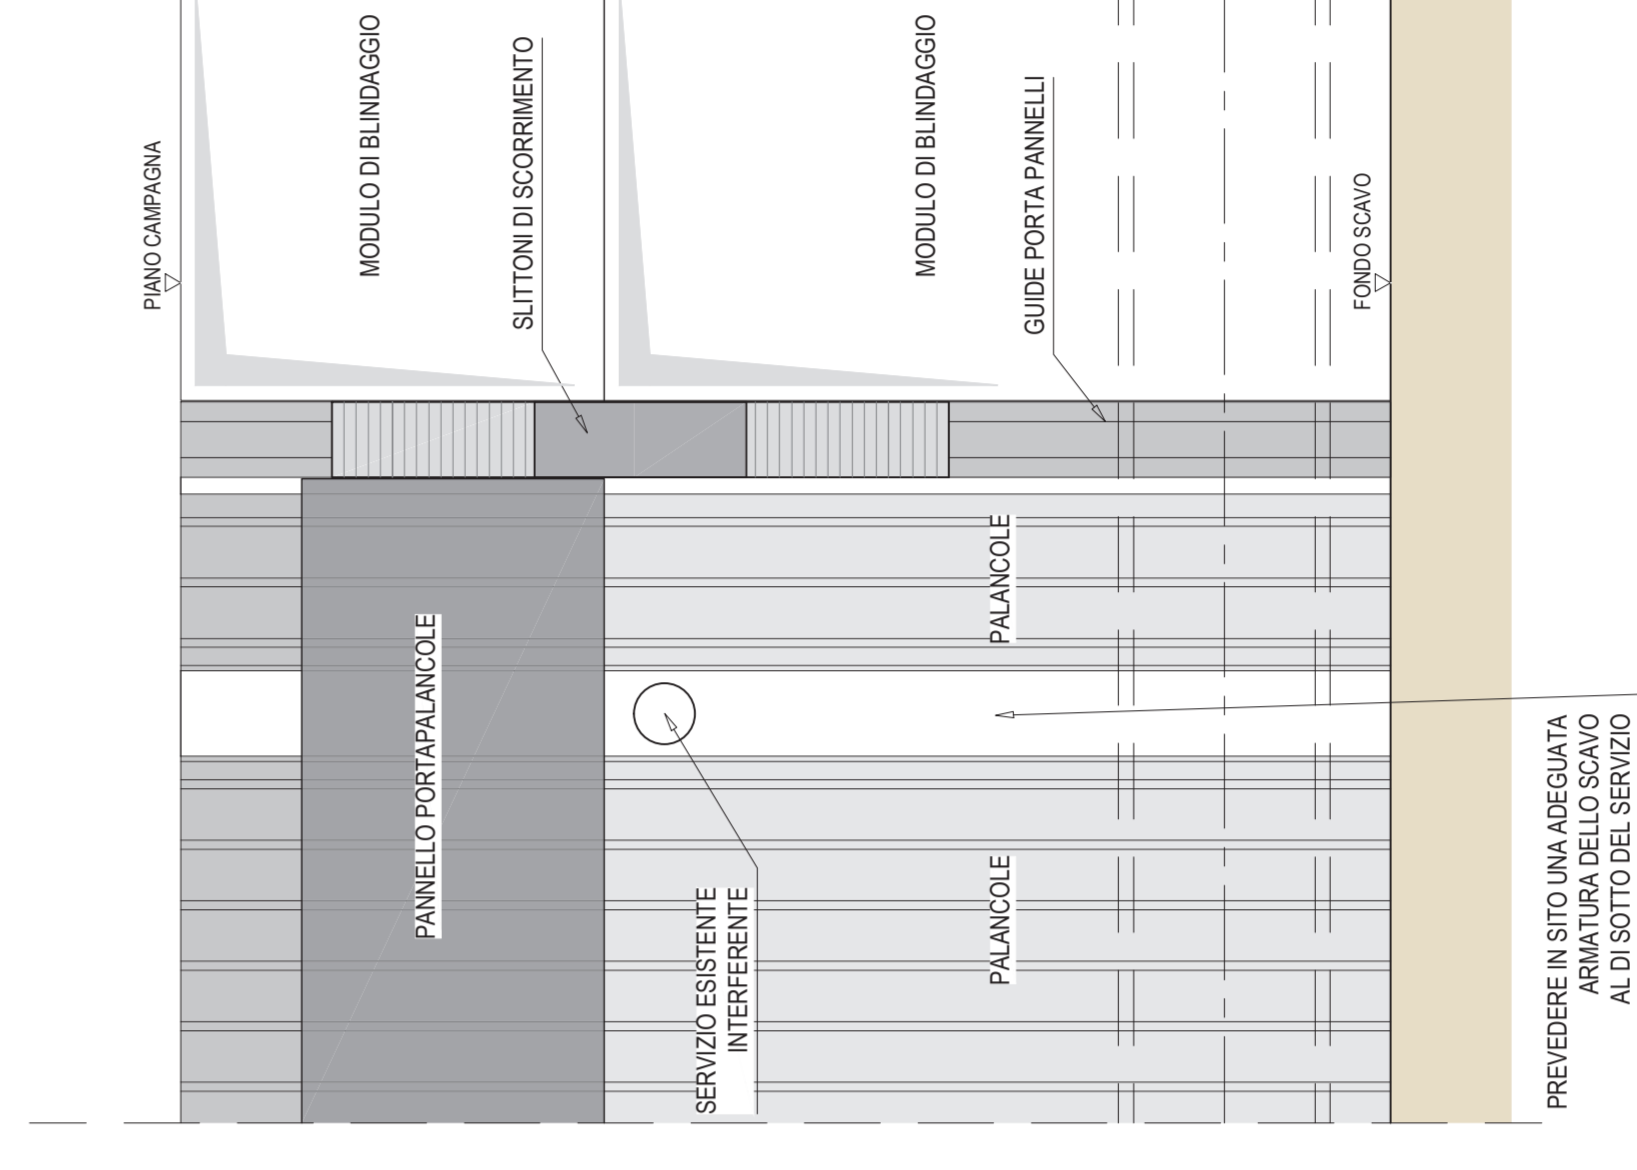 PIANO CAMPAGNA
MODULO DI BLINDAGGIO
SLITTONI DI SCORRIMENTO
MODULO DI BLINDAGGIO
GUIDE PORTA PANNELLI
FONDO SCAVO
PANNELLO PORTAPALANCOLE
PALANCOLE
SERVIZIO ESISTENTE
INTERFERENTE
PALANCOLE
PREVEDERE IN SITO UNA ADEGUATA
ARMATURA DELLO SCAVO
AL DI SOTTO DEL SERVIZIO